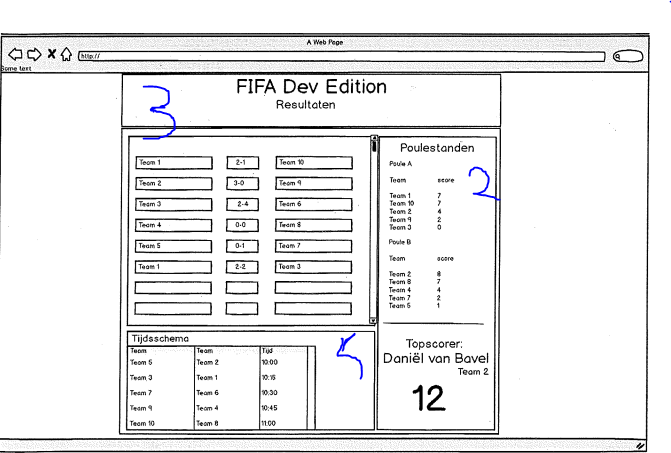 A Web Page
http://
Some text
3
FIFA Dev Edition
Resultaten
Team 1 2-1 Team 10
Team 2 3-0 Team 9
Team 3 2-4 Team 6
Team 4 0-0 Team 8
Team 5 0-1 Team 7
Team 1 2-2 Team 3
Poulestanden
Poule A
2
Team score
Team 1 7
Team 10 7
Team 2 4
Team 9 2
Team 3 0
Poule B
Team score
Team 2 8
Team 8 7
Team 4 4
Team 7 2
Team 5 1
Tijdsschema
Team Team Tijd
Team 5 Team 2 10:00
Team 3 Team 1 10:15
Team 7 Team 6 10:30
Team 9 Team 4 10:45
Team 10 Team 8 11:00
Topscorer:
Daniël van Bavel
Team 2
12